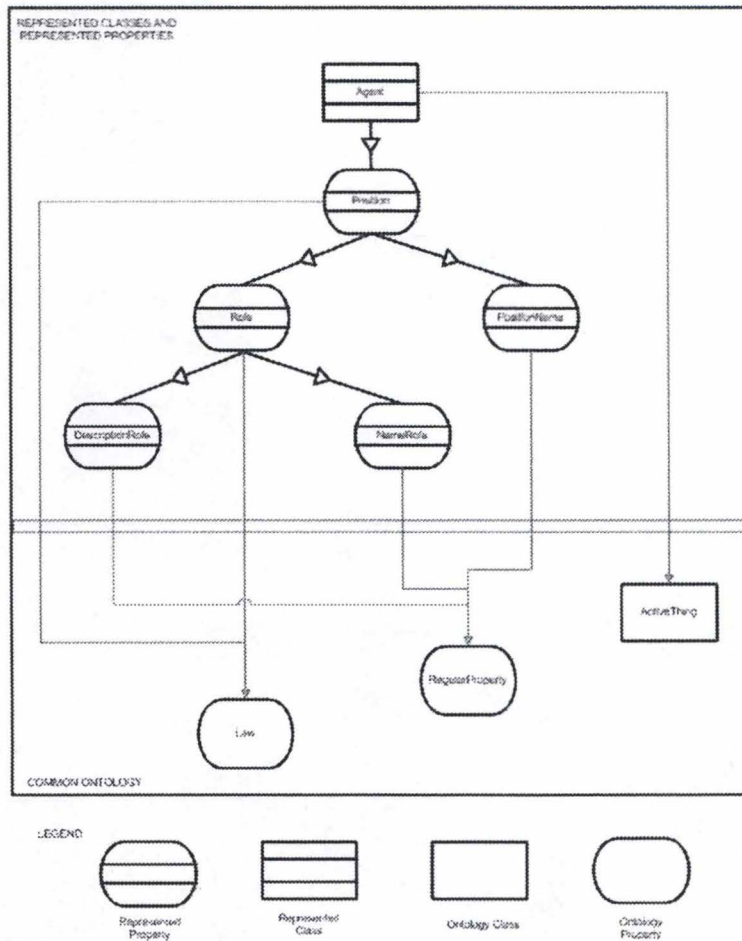 REPRESENTED CLASSES AND
REPRESENTED PROPERTIES
Agent
Position
Role
PositionName
DescriptionRole
NameRole
ActiveThing
RegularProperty
Law
COMMON ONTOLOGY
LEGEND
Represented
Property
Represented
Class
Ontology Class
Ontology
Property